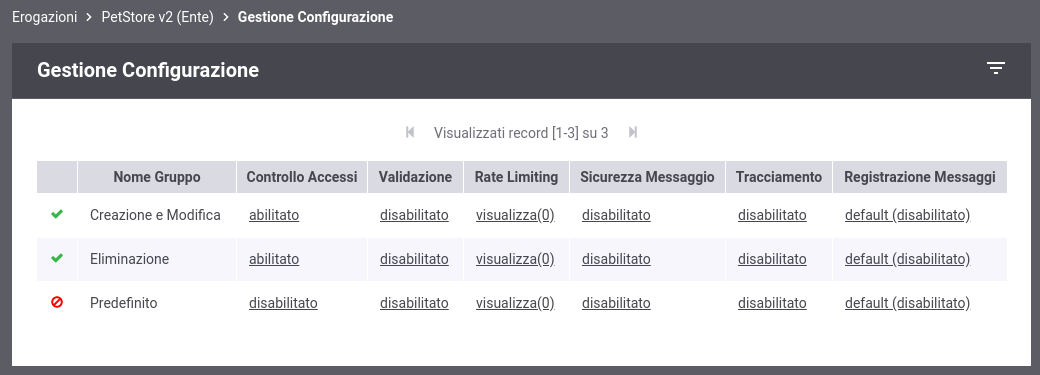 Erogazioni > PetStore v2 (Ente) > Gestione Configurazione
Gestione Configurazione
Visualizzati record [1-3] su 3
Nome Gruppo Controllo Accessi Validazione Rate Limiting Sicurezza Messaggio Tracciamento Registrazione Messaggi
Creazione e Modifica abilitato disabilitato visualizza(0) disabilitato disabilitato default (disabilitato)
Eliminazione abilitato disabilitato visualizza(0) disabilitato disabilitato default (disabilitato)
Predefinito disabilitato disabilitato visualizza(0) disabilitato disabilitato default (disabilitato)